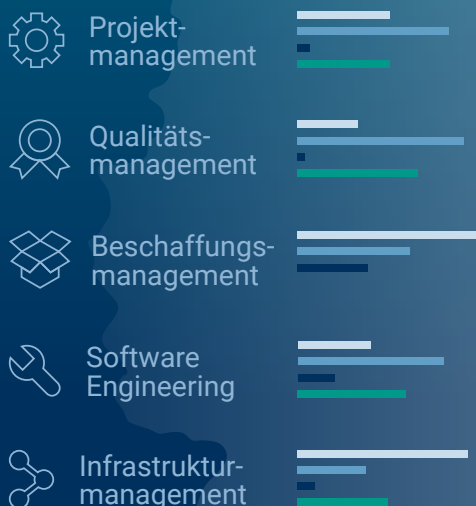 Projekt-
management
Qualitäts-
management
Beschaffungs-
management
Software
Engineering
Infrastruktur-
management